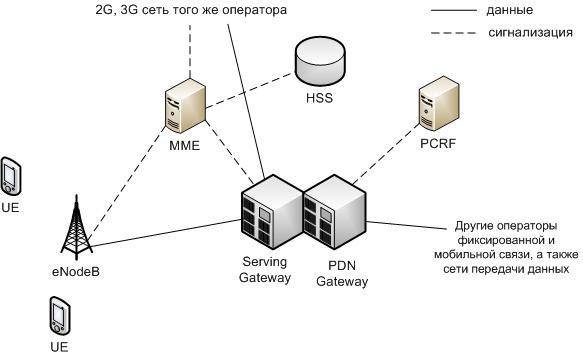 2G, 3G сеть того же оператора
данные
сигнализация
HSS
MME
PCRF
UE
eNodeB
Serving
Gateway
PDN
Gateway
Другие операторы
фиксированной и
мобильной связи, а также
сети передачи данных
UE